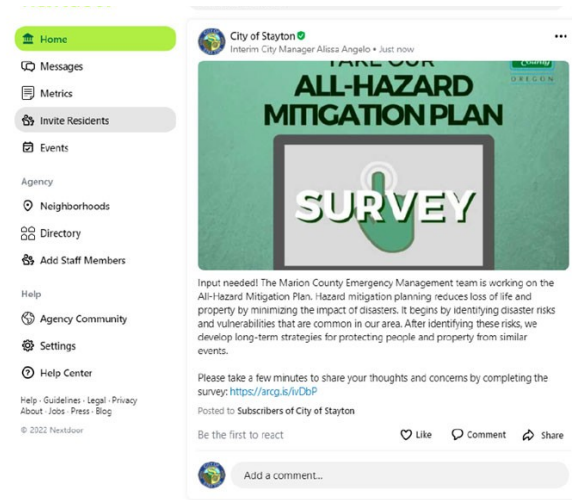 Home
Messages
Metrics
Invite Residents
Events
Agency
Neighborhoods
Directory
Add Staff Members
Help
Agency Community
Settings
Help Center
Help · Guidelines · Legal · Privacy
About · Jobs · Press · Blog
© 2022 Nextdoor
City of Stayton
Interim City Manager Alissa Angelo • Just now
TAKE OUR
County
OREGON
ALL-HAZARD
MITIGATION PLAN
SURVEY
Input needed! The Marion County Emergency Management team is working on the
All-Hazard Mitigation Plan. Hazard mitigation planning reduces loss of life and
property by minimizing the impact of disasters. It begins by identifying disaster risks
and vulnerabilities that are common in our area. After identifying these risks, we
develop long-term strategies for protecting people and property from similar
events.
Please take a few minutes to share your thoughts and concerns by completing the
survey: https://arcg.is/ivDbP
Posted to Subscribers of City of Stayton
Be the first to react
Like
Comment
Share
Add a comment...